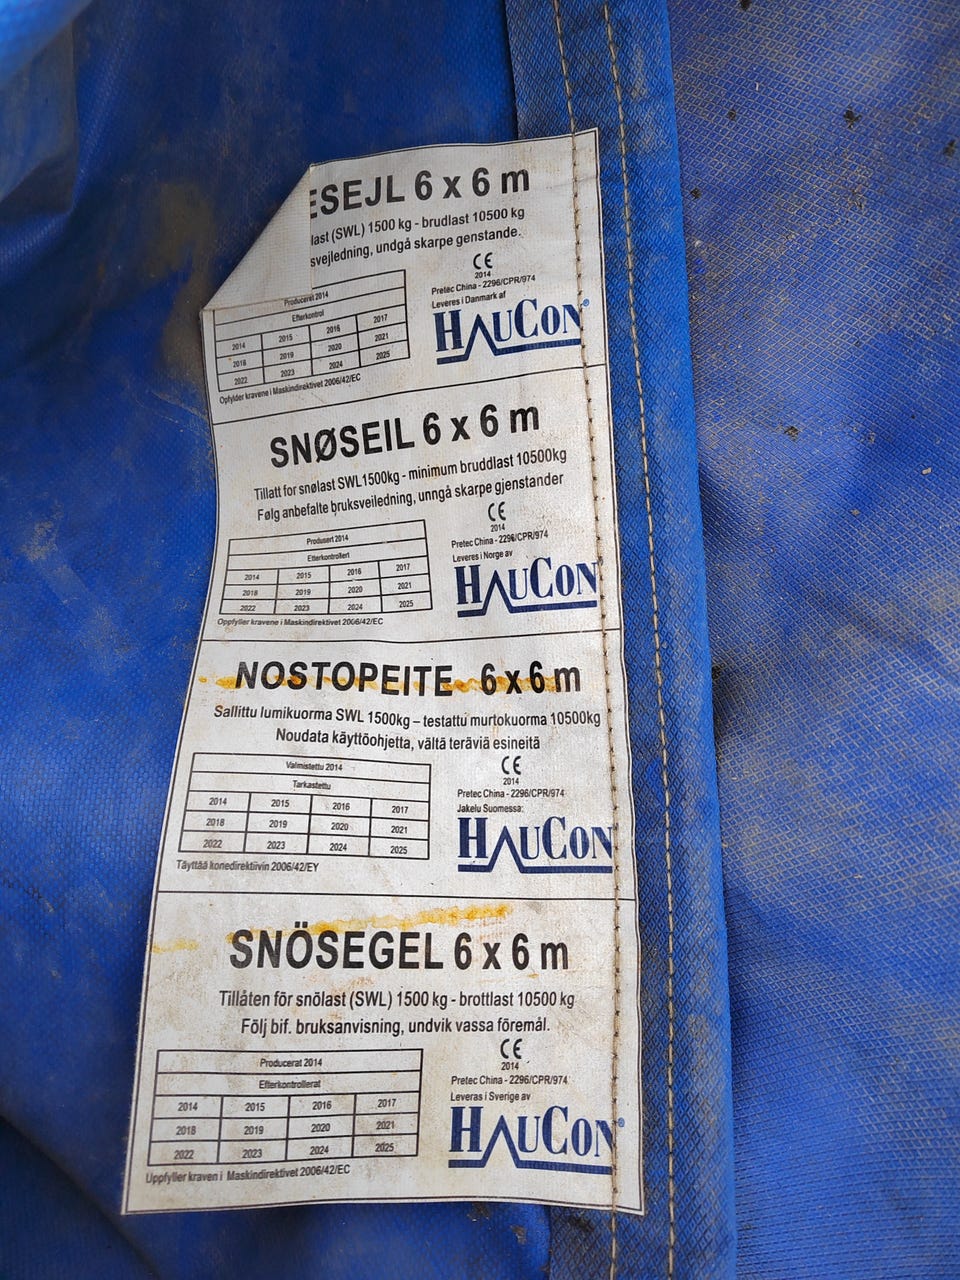 ESEJL 6 x 6 m
last (SWL) 1500 kg - brudlast 10500 kg
svejledning, undgå skarpe genstande.
CE
2014
Pretec China - 2296/CPR/974
Leveres i Danmark af
HAUCON®
Produceret 2014
Efterkontrol
2014 2015 2016 2017
2018 2019 2020 2021
2022 2023 2024 2025
Opfylder kravene i Maskindirektivet 2006/42/EC
SNØSEIL 6 x 6 m
Tillatt for snølast SWL1500kg - minimum bruddlast 10500kg
Følg anbefalte bruksveiledning, unngå skarpe gjenstander
CE
2014
Pretec China - 2296/CPR/974
Leveres i Norge av
HAUCON
Produsert 2014
Efterkontrollert
2014 2015 2016 2017
2018 2019 2020 2021
2022 2023 2024 2025
Oppfyller kravene i Maskindirektivet 2006/42/EC
NOSTOPEITE 6 x 6 m
Sallittu lumikuorma SWL 1500kg – testattu murtokuorma 10500kg
Noudata käyttöohjetta, vältä teräviä esineitä
CE
2014
Pretec China - 2296/CPR/974
Jakelu Suomessa:
HAUCON
Valmistettu 2014
Tarkastettu
2014 2015 2016 2017
2018 2019 2020 2021
2022 2023 2024 2025
Täyttää konedirektiivin 2006/42/EY
SNÖSEGEL 6 x 6 m
Tillåten för snölast (SWL) 1500 kg - brottlast 10500 kg
Följ bif. bruksanvisning, undvik vassa föremål.
CE
2014
Pretec China - 2296/CPR/974
Leveras i Sverige av
HAUCON®
Producerat 2014
Efterkontrollerat
2014 2015 2016 2017
2018 2019 2020 2021
2022 2023 2024 2025
Uppfyller kraven i Maskindirektivet 2006/42/EC